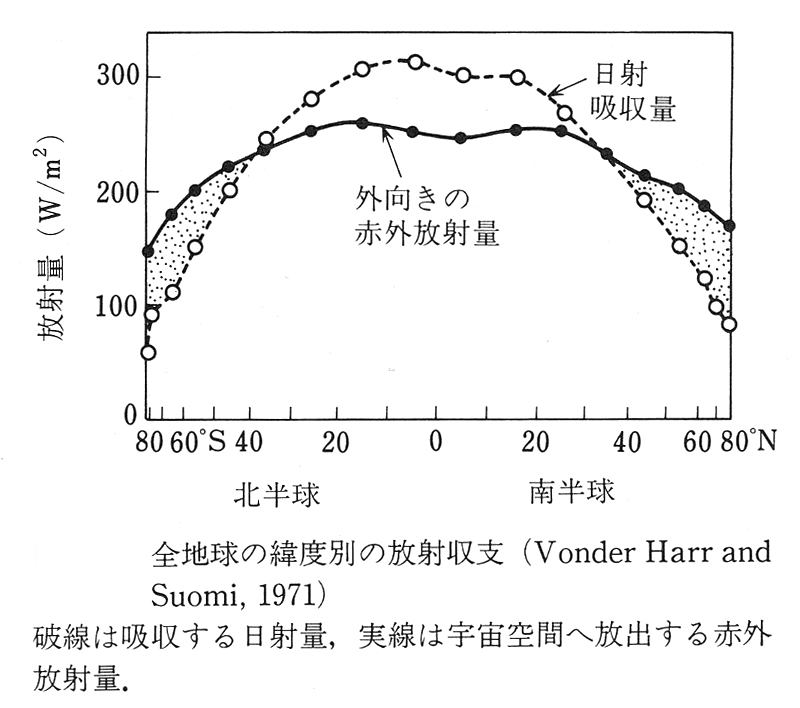 300
200
100
0
放射量 (W/m²)
日射
吸収量
外向きの
赤外放射量
80 60°S 40 20 0 20 40 60 80°N
北半球 南半球
全地球の緯度別の放射収支 (Vonder Harr and
Suomi, 1971)
破線は吸収する日射量, 実線は宇宙空間へ放出する赤外
放射量.